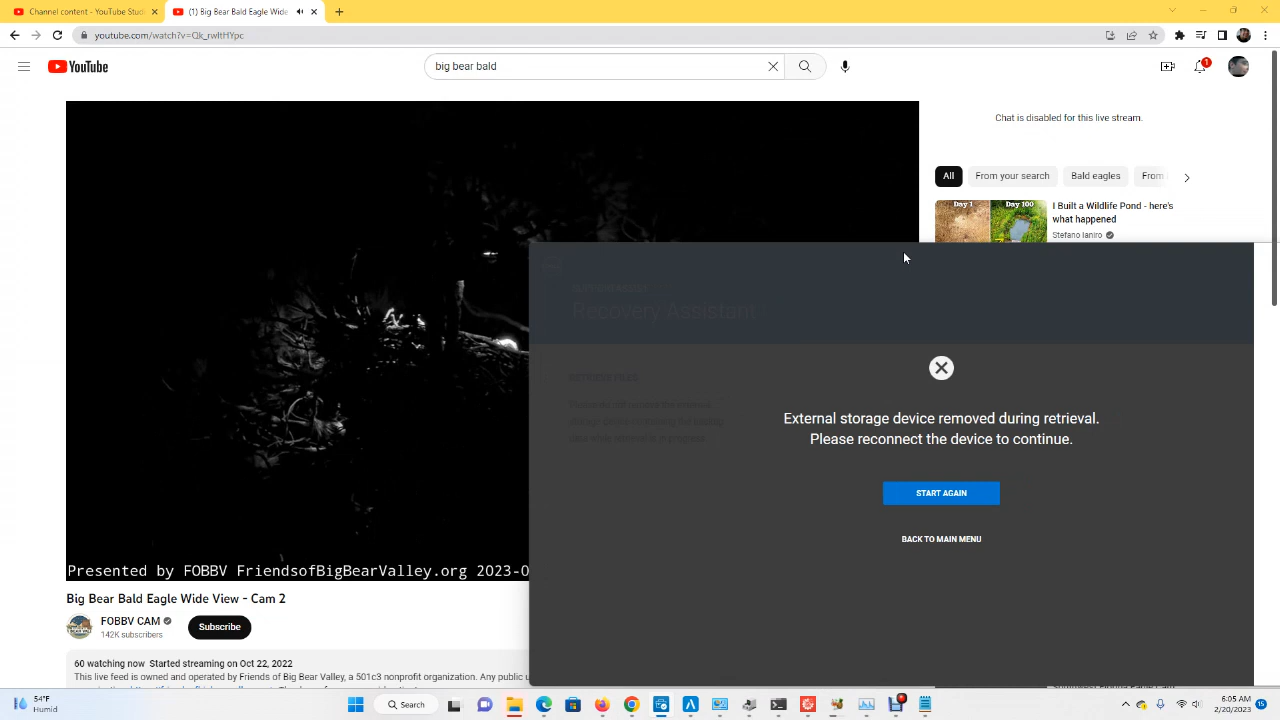 Channel content - YouTube Studi
(1) Big Bear Bald Eagle Wide
youtube.com/watch?v=Qk_rwltHYpc
YouTube
big bear bald
1
Chat is disabled for this live stream.
All
From your search
Bald eagles
From
Day 1
Day 100
I Built a Wildlife Pond - here's
what happened
Stefano Ianiro
Recovery Assistant
External storage device removed during retrieval.
Please reconnect the device to continue.
START AGAIN
BACK TO MAIN MENU
Presented by FOBBV FriendsofBigBearValley.org 2023-0
Big Bear Bald Eagle Wide View - Cam 2
FOBBV CAM
142K subscribers
Subscribe
60 watching now Started streaming on Oct 22, 2022
This live feed is owned and operated by Friends of Big Bear Valley, a 501c3 nonprofit organization. Any public u
54°F
Humid
Search
6:05 AM
2/20/2023
15